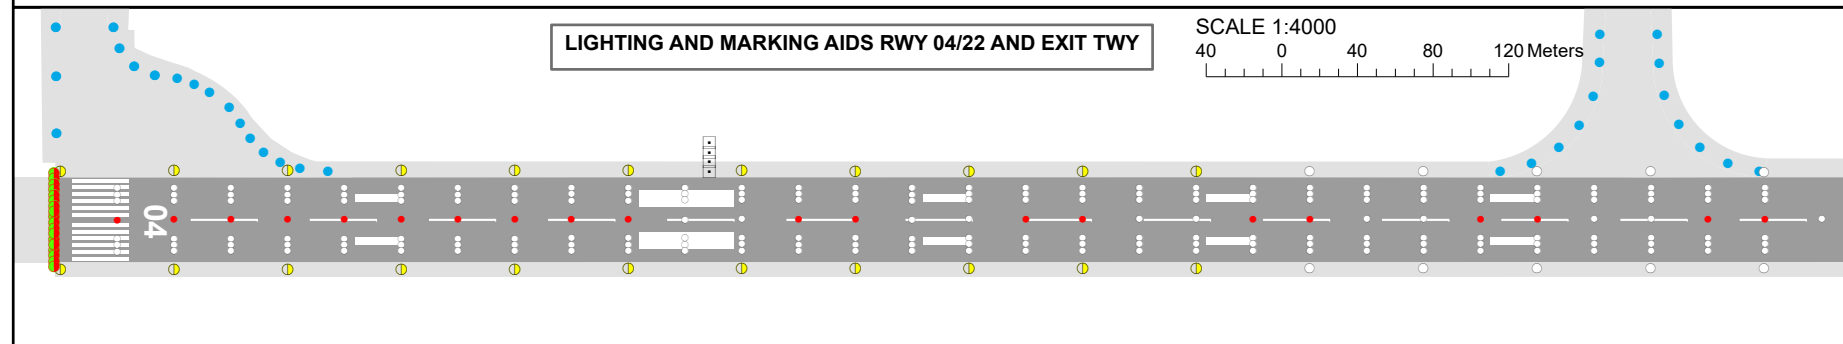 LIGHTING AND MARKING AIDS RWY 04/22 AND EXIT TWY
SCALE 1:4000
40 0 40 80 120 Meters
04